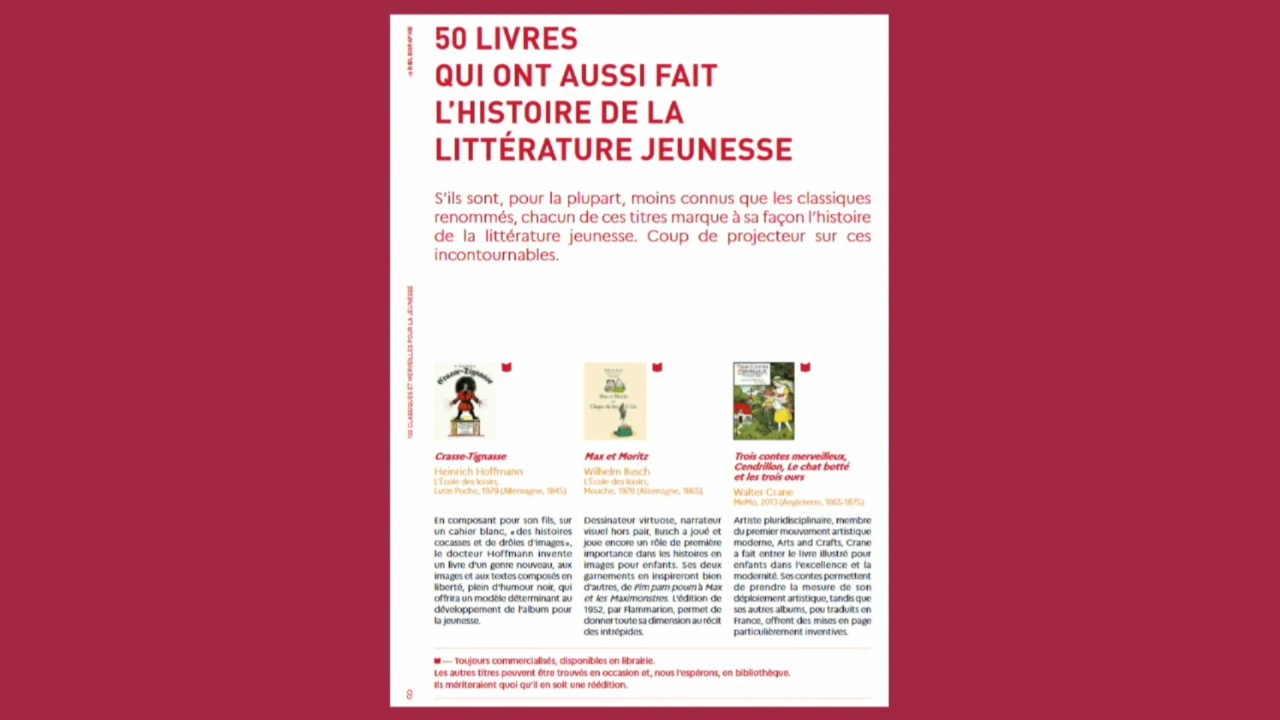 → BIBLIOGRAPHIE
50 LIVRES
QUI ONT AUSSI FAIT
L'HISTOIRE DE LA
LITTÉRATURE JEUNESSE
S'ils sont, pour la plupart, moins connus que les classiques
renommés, chacun de ces titres marque à sa façon l'histoire
de la littérature jeunesse. Coup de projecteur sur ces
incontournables.
100 CLASSIQUES ET MERVEILLES POUR LA JEUNESSE
Crasse-Tignasse
Crasse-Tignasse
Heinrich Hoffmann
L'École des loisirs,
Lutin Poche, 1979 (Allemagne, 1845).
En composant pour son fils, sur
un cahier blanc, « des histoires
cocasses et de drôles d'images »,
le docteur Hoffmann invente
un livre d'un genre nouveau, aux
images et aux textes composés en
liberté, plein d'humour noir, qui
offrira un modèle déterminant au
développement de l'album pour
la jeunesse.
Max et Moritz
Max et Moritz
Wilhelm Busch
L'École des loisirs,
Mouche, 1978 (Allemagne, 1865).
Dessinateur virtuose, narrateur
visuel hors pair, Busch a joué et
joue encore un rôle de première
importance dans les histoires en
images pour enfants. Ses deux
garnements en inspireront bien
d'autres, de Pim pam poum à Max
et les Maximonstres. L'édition de
1952, par Flammarion, permet de
donner toute sa dimension au récit
des intrépides.
Trois contes merveilleux,
Cendrillon, Le chat botté
et les trois ours
Walter Crane
MeMo, 2013 (Angleterre, 1865-1875).
Artiste pluridisciplinaire, membre
du premier mouvement artistique
moderne, Arts and Crafts, Crane
a fait entrer le livre illustré pour
enfants dans l'excellence et la
modernité. Ses contes permettent
de prendre la mesure de son
déploiement artistique, tandis que
ses autres albums, peu traduits en
France, offrent des mises en page
particulièrement inventives.
— Toujours commercialisés, disponibles en librairie.
Les autres titres peuvent être trouvés en occasion et, nous l'espérons, en bibliothèque.
Ils mériteraient quoi qu'il en soit une réédition.
8